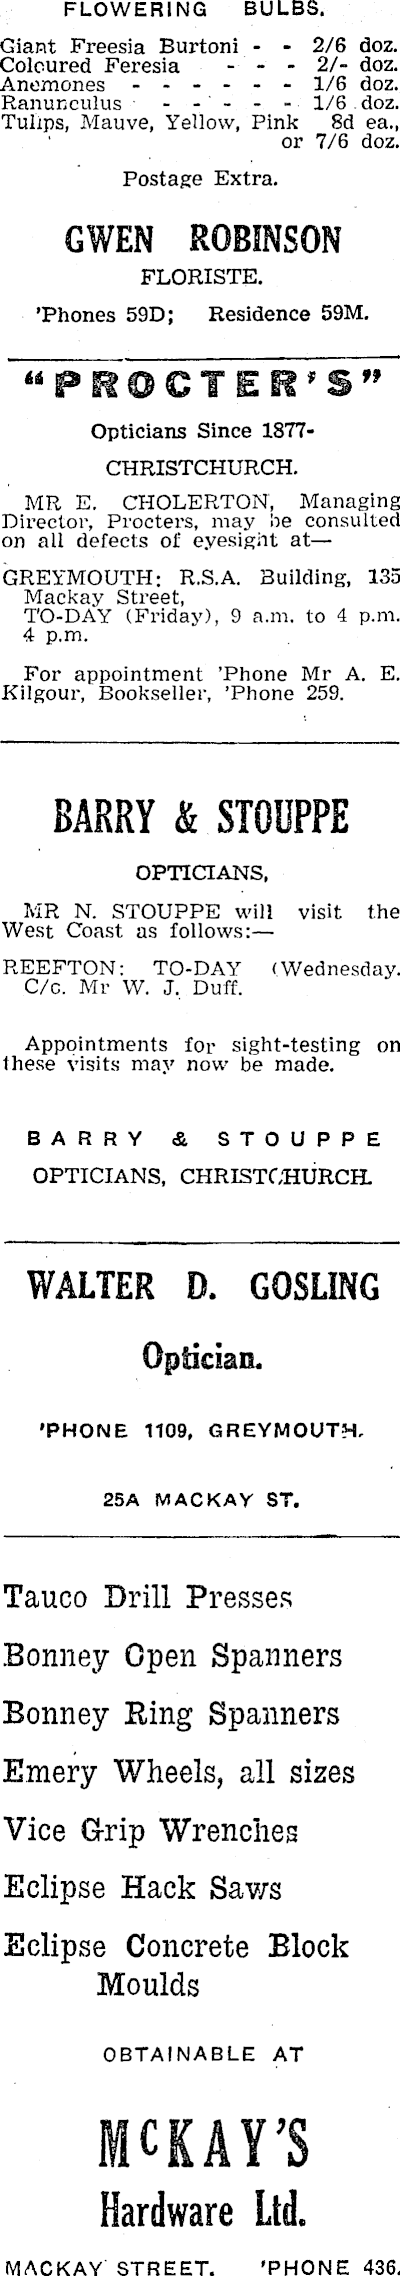 FLOWERING BULBS.
Giant Freesia Burtoni - - 2/6 doz.
Coloured Feresia - - - 2/- doz.
Anemones - - - - - - 1/6 doz.
Ranunculus - - - - - 1/6 doz.
Tulips, Mauve, Yellow, Pink 8d ea.,
or 7/6 doz.
Postage Extra.
GWEN ROBINSON
FLORISTE.
'Phones 59D; Residence 59M.
"PROCTER'S"
Opticians Since 1877-
CHRISTCHURCH.
MR E. CHOLERTON, Managing
Director, Procters, may be consulted
on all defects of eyesight at—
GREYMOUTH: R.S.A. Building, 135
Mackay Street,
TO-DAY (Friday), 9 a.m. to 4 p.m.
4 p.m.
For appointment 'Phone Mr A. E.
Kilgour, Bookseller, 'Phone 259.
BARRY & STOUPPE
OPTICIANS,
MR N. STOUPPE will visit the
West Coast as follows:—
REEFTON: TO-DAY (Wednesday.
C/c. Mr W. J. Duff.
Appointments for sight-testing on
these visits may now be made.
BARRY & STOUPPE
OPTICIANS, CHRISTCHURCH.
WALTER D. GOSLING
Optician.
'PHONE 1109, GREYMOUTH.
25A MACKAY ST.
Tauco Drill Presses
Bonney Open Spanners
Bonney Ring Spanners
Emery Wheels, all sizes
Vice Grip Wrenches
Eclipse Hack Saws
Eclipse Concrete Block
Moulds
OBTAINABLE AT
MCKAY'S
Hardware Ltd.
MACKAY STREET. 'PHONE 436.